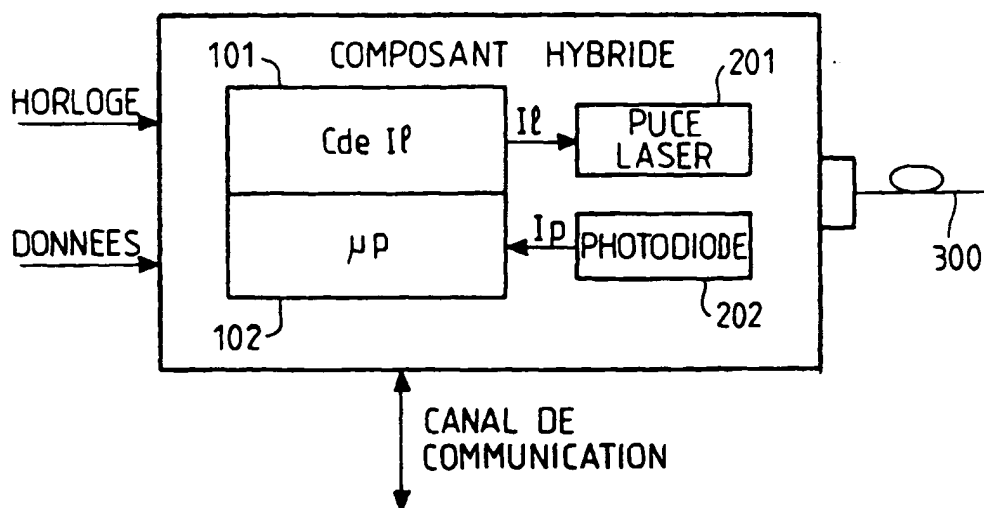 COMPOSANT HYBRIDE
101
201
HORLOGE
Cde Iℓ
Iℓ
PUCE
LASER
DONNEES
µp
Ip
PHOTODIODE
300
102
202
CANAL DE
COMMUNICATION